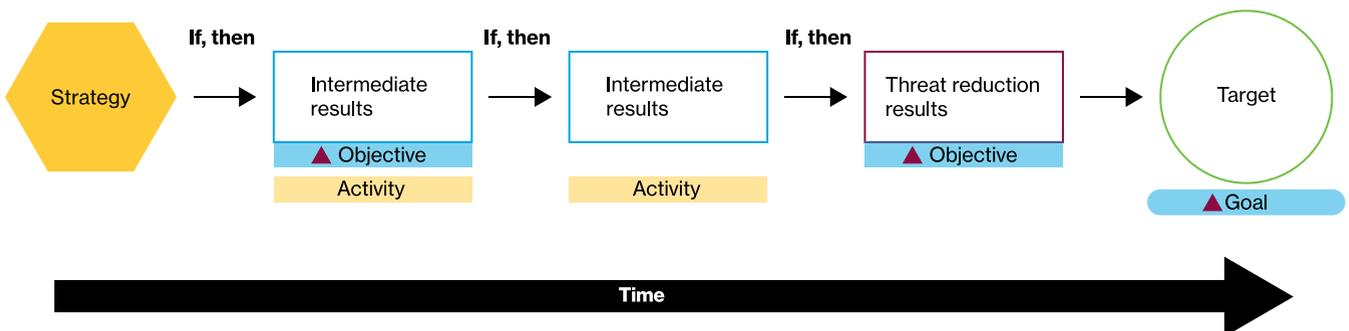 If, then
If, then
If, then
Strategy
Intermediate
results
Intermediate
results
Threat reduction
results
Target
Objective
Objective
Activity
Activity
Goal
Time